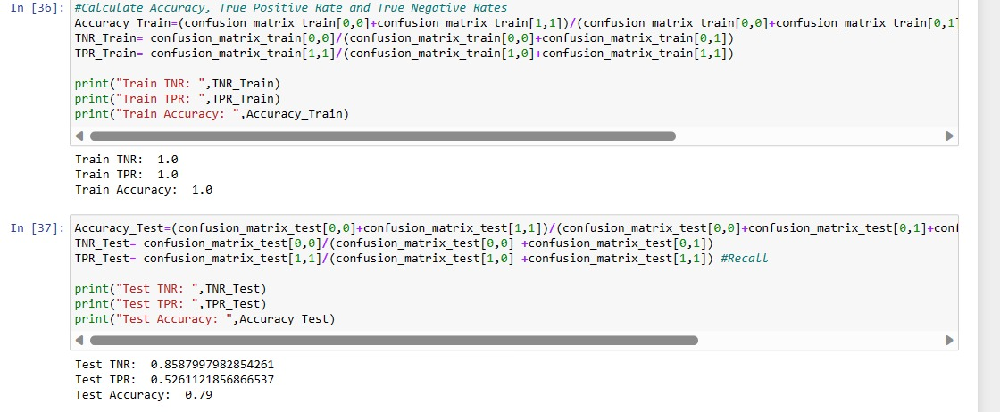 In [36]: #Calculate Accuracy, True Positive Rate and True Negative Rates
Accuracy_Train=(confusion_matrix_train[0,0]+confusion_matrix_train[1,1])/(confusion_matrix_train[0,0]+confusion_matrix_train[0,1]
TNR_Train= confusion_matrix_train[0,0]/(confusion_matrix_train[0,0]+confusion_matrix_train[0,1])
TPR_Train= confusion_matrix_train[1,1]/(confusion_matrix_train[1,0]+confusion_matrix_train[1,1])
print("Train TNR: ",TNR_Train)
print("Train TPR: ",TPR_Train)
print("Train Accuracy: ",Accuracy_Train)
Train TNR:  1.0
Train TPR:  1.0
Train Accuracy:  1.0
In [37]: Accuracy_Test=(confusion_matrix_test[0,0]+confusion_matrix_test[1,1])/(confusion_matrix_test[0,0]+confusion_matrix_test[0,1]+conf
TNR_Test= confusion_matrix_test[0,0]/(confusion_matrix_test[0,0] +confusion_matrix_test[0,1])
TPR_Test= confusion_matrix_test[1,1]/(confusion_matrix_test[1,0] +confusion_matrix_test[1,1]) #Recall
print("Test TNR: ",TNR_Test)
print("Test TPR: ",TPR_Test)
print("Test Accuracy: ",Accuracy_Test)
Test TNR:  0.8587997982854261
Test TPR:  0.5261121856866537
Test Accuracy:  0.79